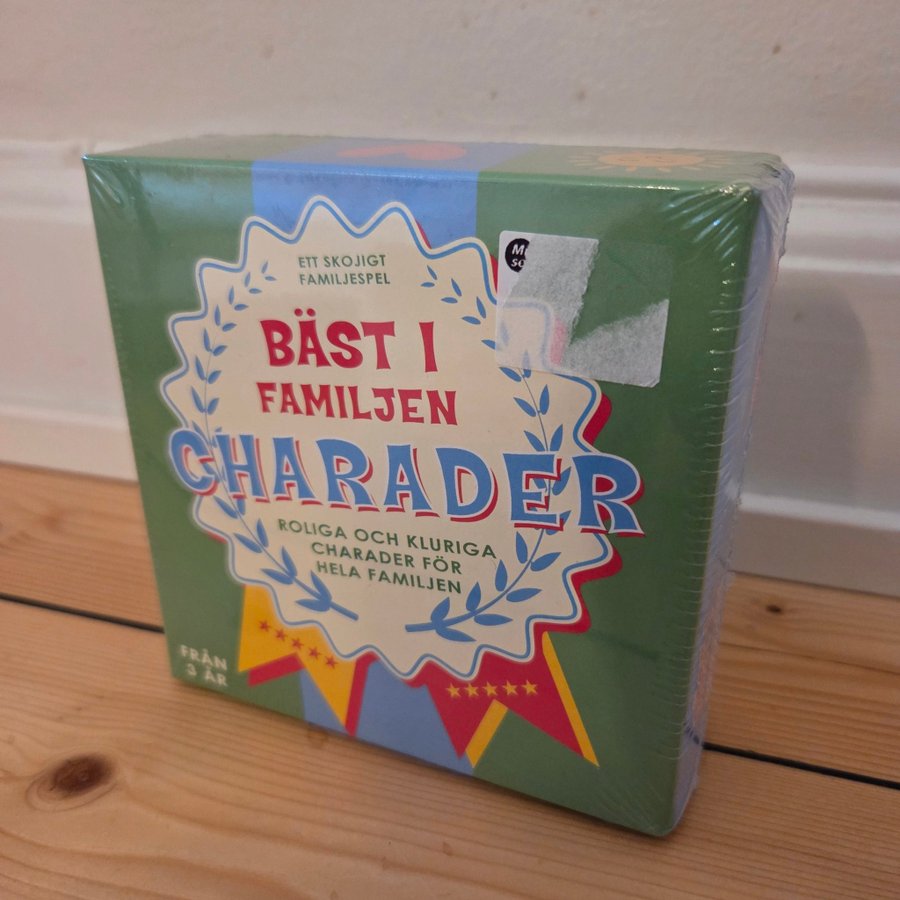 ETT SKOJIGT
FAMILJESPEL
BÄST I
FAMILJEN
CHARADER
ROLIGA OCH KLURIGA
CHARADER FÖR
HELA FAMILJEN
FRÅN
3 ÅR